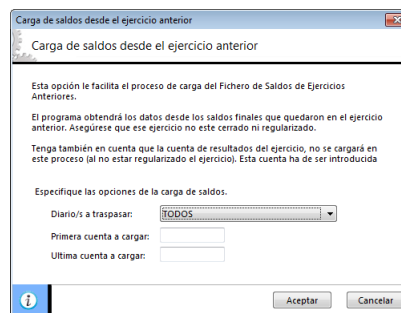 Carga de saldos desde el ejercicio anterior
Carga de saldos desde el ejercicio anterior
Esta opción le facilita el proceso de carga del Fichero de Saldos de Ejercicios
Anteriores.
El programa obtendrá los datos desde los saldos finales que quedaron en el ejercicio
anterior. Asegúrese que ese ejercicio no este cerrado ni regularizado.
Tenga también en cuenta que la cuenta de resultados del ejercicio, no se cargará en
este proceso (al no estar regularizado el ejercicio). Esta cuenta ha de ser introducida
Especifique las opciones de la carga de saldos.
Diario/s a traspasar: TODOS
Primera cuenta a cargar:
Ultima cuenta a cargar:
Aceptar Cancelar